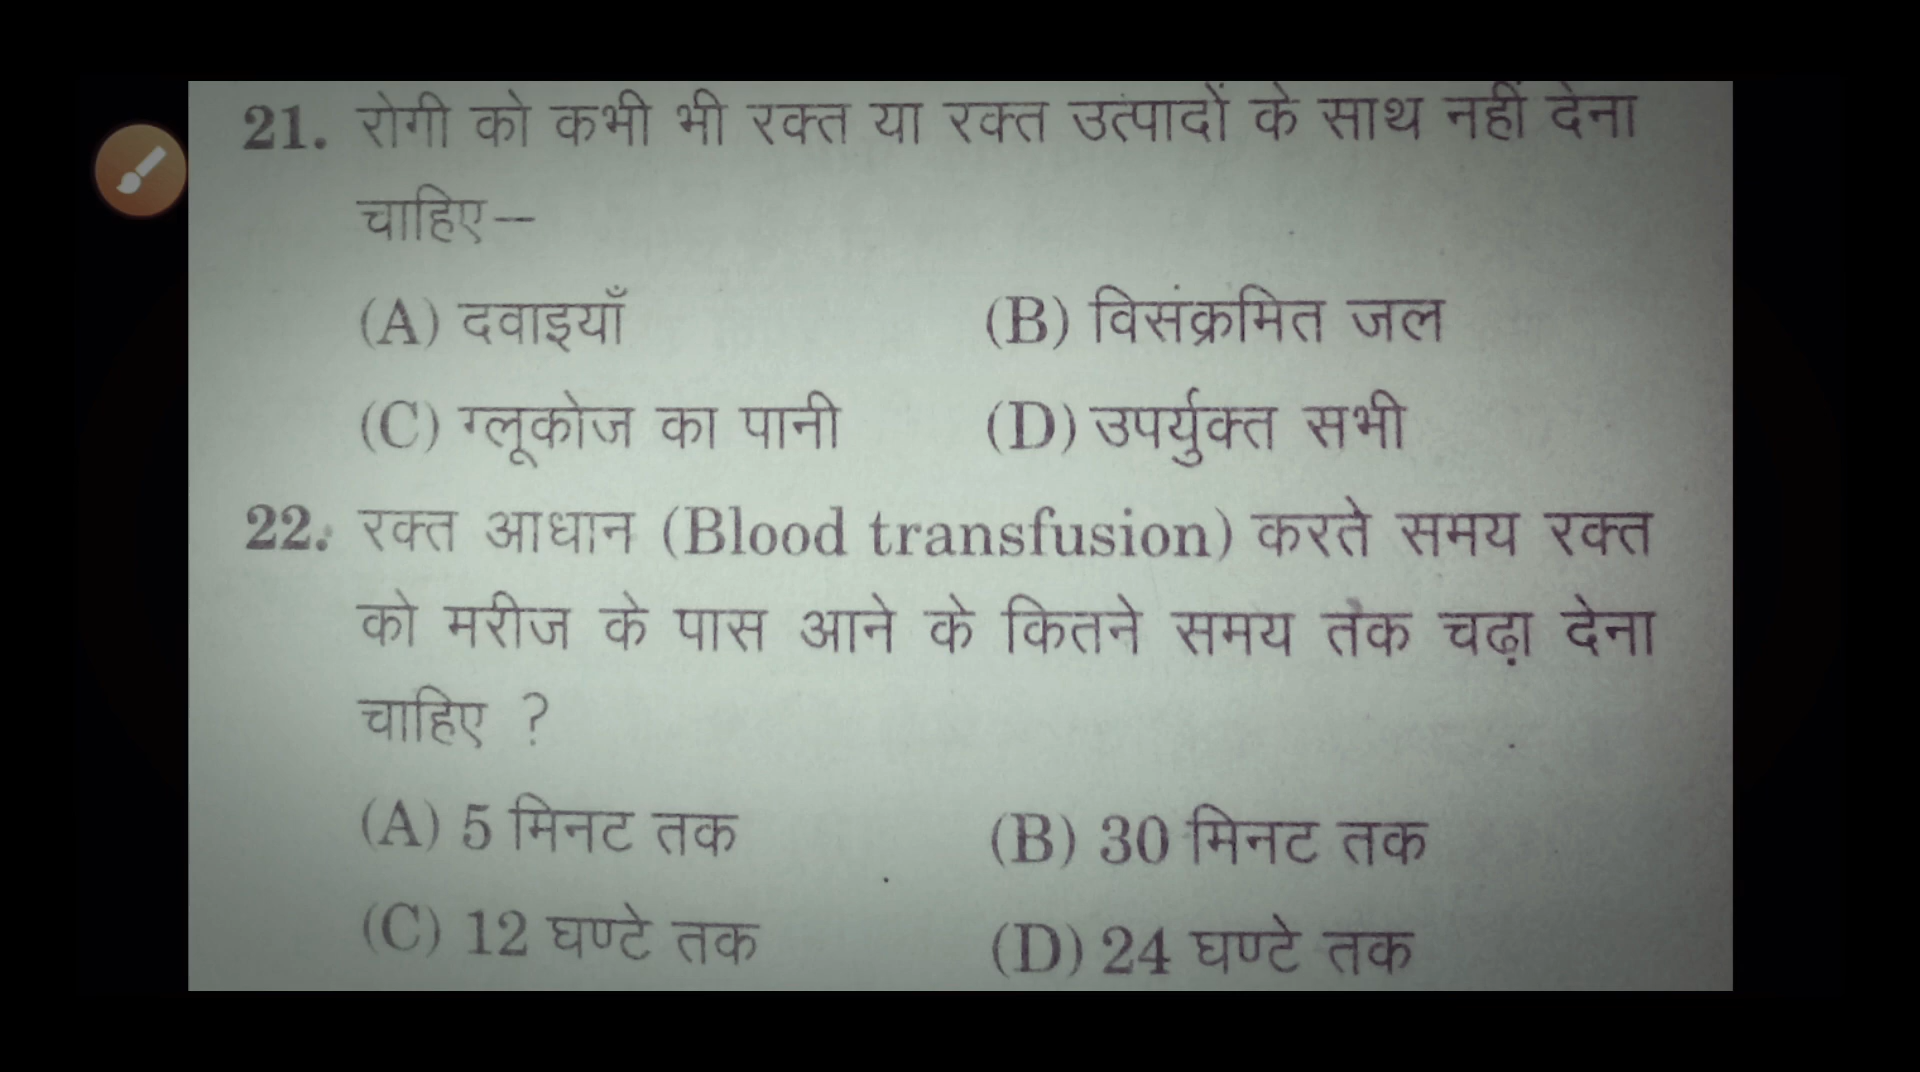 21. रोगी को कभी भी रक्त या रक्त उत्पादों के साथ नहीं देना
चाहिए–
(A) दवाइयाँ (B) विसंक्रमित जल
(C) ग्लूकोज का पानी (D) उपर्युक्त सभी
22. रक्त आधान (Blood transfusion) करते समय रक्त
को मरीज के पास आने के कितने समय तक चढ़ा देना
चाहिए ?
(A) 5 मिनट तक (B) 30 मिनट तक
(C) 12 घण्टे तक (D) 24 घण्टे तक